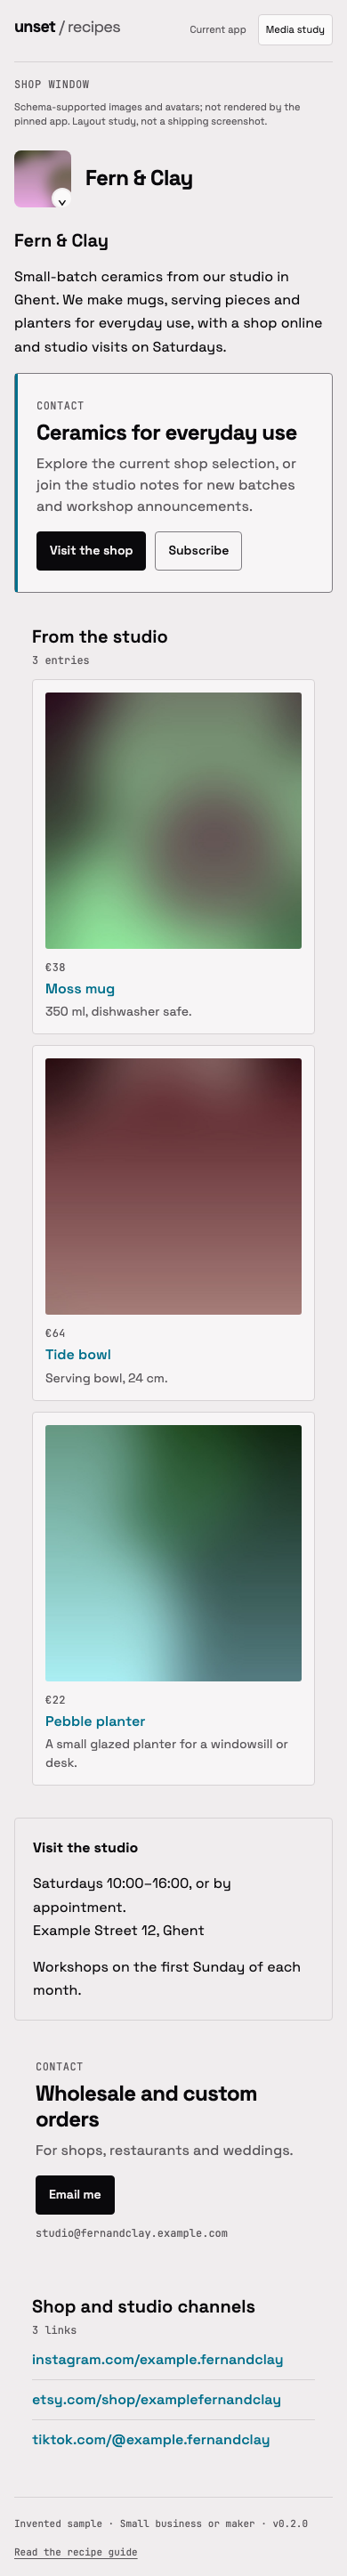 unset / recipes
Current app
Media study
SHOP WINDOW
Schema-supported images and avatars; not rendered by the
pinned app. Layout study, not a shipping screenshot.
Fern & Clay
Fern & Clay
Small-batch ceramics from our studio in
Ghent. We make mugs, serving pieces and
planters for everyday use, with a shop online
and studio visits on Saturdays.
CONTACT
Ceramics for everyday use
Explore the current shop selection, or
join the studio notes for new batches
and workshop announcements.
Visit the shop
Subscribe
From the studio
3 entries
€38
Moss mug
350 ml, dishwasher safe.
€64
Tide bowl
Serving bowl, 24 cm.
€22
Pebble planter
A small glazed planter for a windowsill or
desk.
Visit the studio
Saturdays 10:00–16:00, or by
appointment.
Example Street 12, Ghent
Workshops on the first Sunday of each
month.
CONTACT
Wholesale and custom
orders
For shops, restaurants and weddings.
Email me
studio@fernandclay.example.com
Shop and studio channels
3 links
instagram.com/example.fernandclay
etsy.com/shop/examplefernandclay
tiktok.com/@example.fernandclay
Invented sample · Small business or maker · v0.2.0
Read the recipe guide